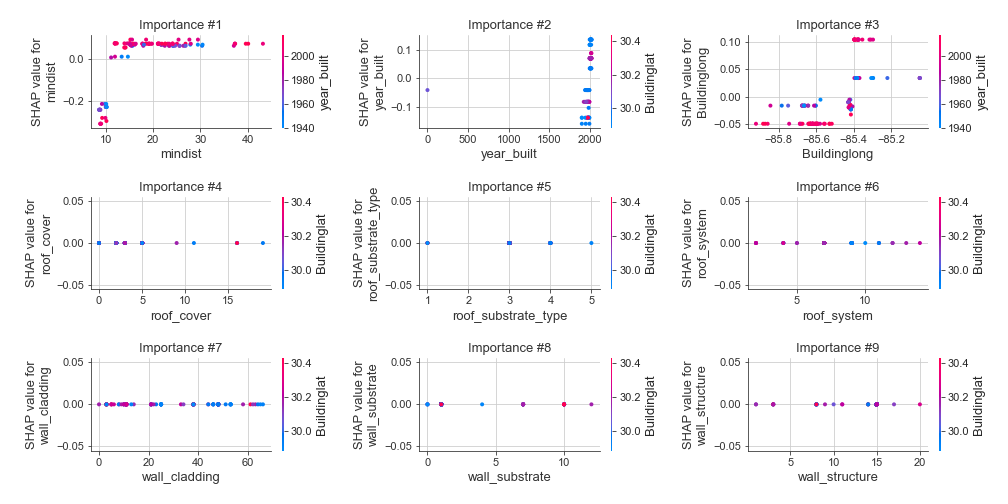 Importance #1
SHAP value for
mindist
0.0
−0.2
10
20
30
40
mindist
2000
1980
1960
1940
year_built
Importance #2
SHAP value for
year_built
0.1
0.0
−0.1
0
500
1000
1500
2000
year_built
30.4
30.2
30.0
Buildinglat
Importance #3
SHAP value for
Buildinglong
0.10
0.05
0.00
−0.05
−85.8
−85.6
−85.4
−85.2
Buildinglong
2000
1980
1960
1940
year_built
Importance #4
SHAP value for
roof_cover
0.05
0.00
−0.05
0
5
10
15
roof_cover
30.4
30.2
30.0
Buildinglat
Importance #5
SHAP value for
roof_substrate_type
0.05
0.00
−0.05
1
2
3
4
5
roof_substrate_type
30.4
30.2
30.0
Buildinglat
Importance #6
SHAP value for
roof_system
0.05
0.00
−0.05
5
10
roof_system
30.4
30.2
30.0
Buildinglat
Importance #7
SHAP value for
wall_cladding
0.05
0.00
−0.05
0
20
40
60
wall_cladding
30.4
30.2
30.0
Buildinglat
Importance #8
SHAP value for
wall_substrate
0.05
0.00
−0.05
0
5
10
wall_substrate
30.4
30.2
30.0
Buildinglat
Importance #9
SHAP value for
wall_structure
0.05
0.00
−0.05
5
10
15
20
wall_structure
30.4
30.2
30.0
Buildinglat